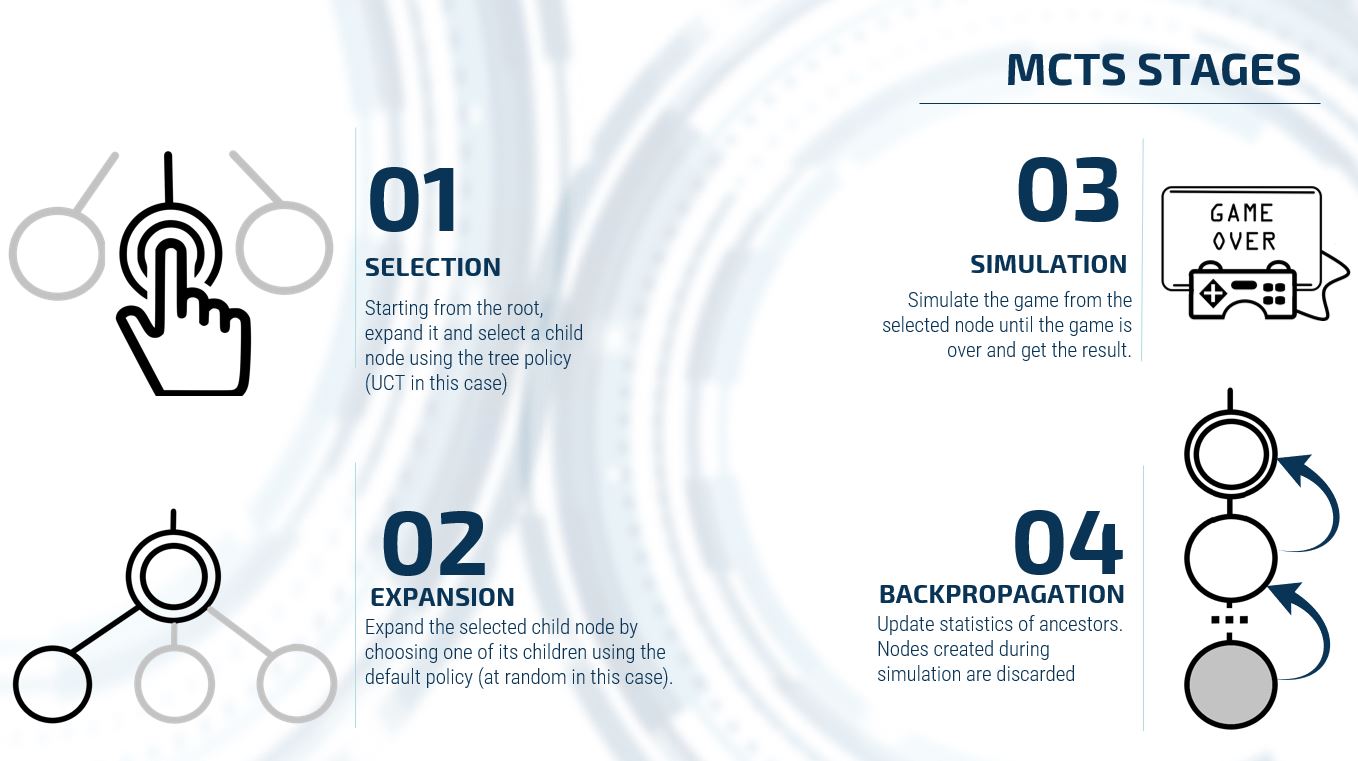 MCTS STAGES
01
SELECTION
Starting from the root,
expand it and select a child
node using the tree policy
(UCT in this case)
02
EXPANSION
Expand the selected child node by
choosing one of its children using the
default policy (at random in this case).
03
SIMULATION
Simulate the game from the
selected node until the game is
over and get the result.
GAME
OVER
04
BACKPROPAGATION
Update statistics of ancestors.
Nodes created during
simulation are discarded